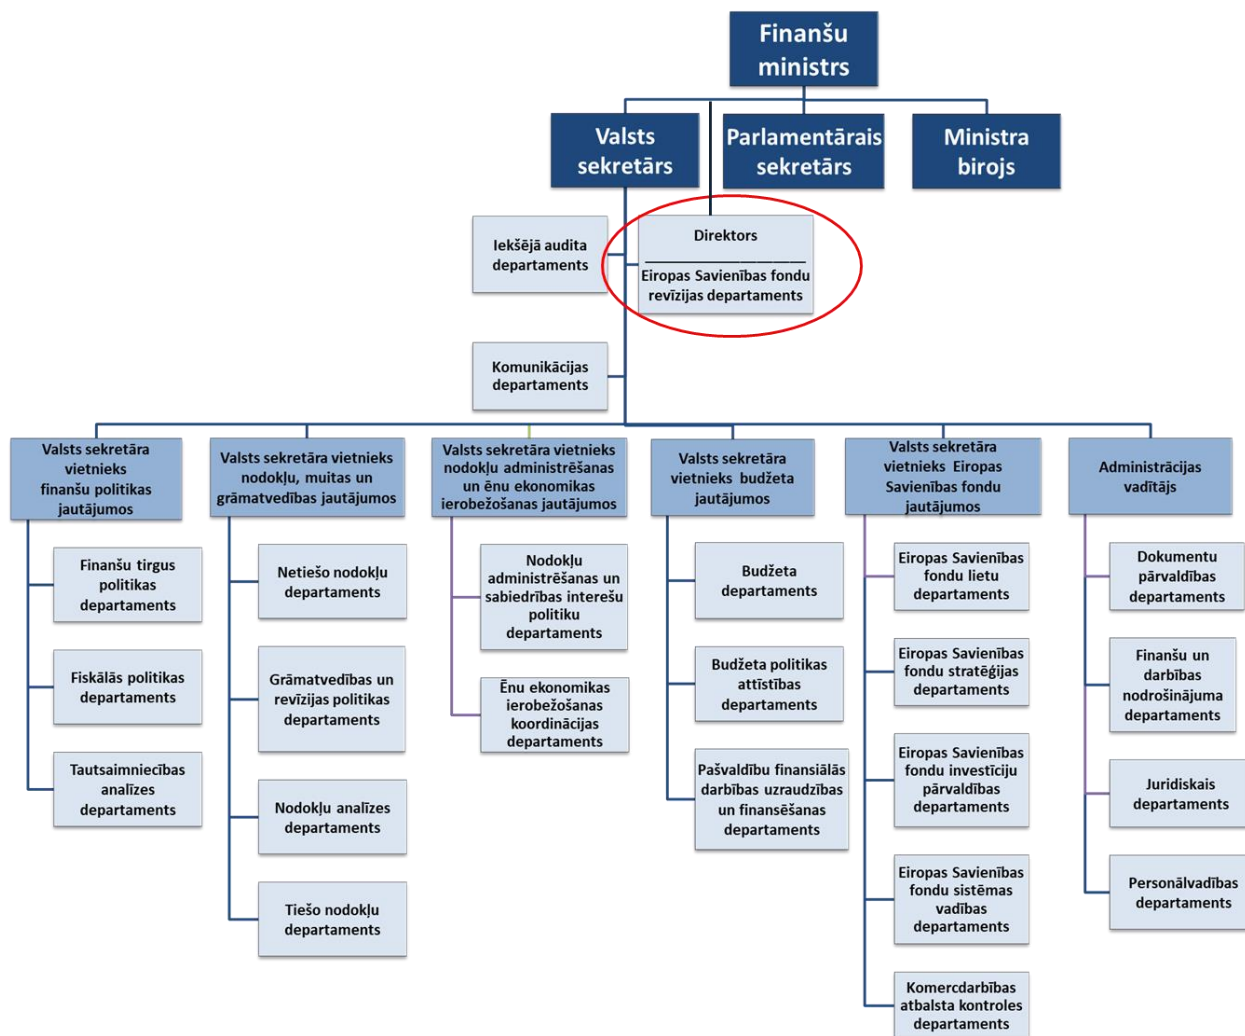 Finanšu
ministrs
Valsts
sekretārs
Parlamentārais
sekretārs
Ministra
birojs
Iekšējā audita
departaments
Direktors
Eiropas Savienības fondu
revīzijas departaments
Komunikācijas
departaments
Valsts sekretāra
vietnieks
finanšu politikas
jautājumos
Valsts sekretāra vietnieks
nodokļu, muitas un
grāmatvedības jautājumos
Valsts sekretāra vietnieks
nodokļu administrēšanas
un ēnu ekonomikas
ierobežošanas jautājumos
Valsts sekretāra
vietnieks budžeta
jautājumos
Valsts sekretāra
vietnieks Eiropas
Savienības fondu
jautājumos
Administrācijas
vadītājs
Finanšu tirgus
politikas
departaments
Fiskālās politikas
departaments
Tautsaimniecības
analīzes departaments
Netiešo nodokļu
departaments
Grāmatvedības un
revīzijas politikas
departaments
Nodokļu analīzes
departaments
Tiešo nodokļu
departaments
Nodokļu
administrēšanas un
sabiedrības interešu
politiku
departaments
Ēnu ekonomikas
ierobežošanas
koordinācijas
departaments
Budžeta
departaments
Budžeta politikas
attīstības
departaments
Pašvaldību finansiālās
darbības uzraudzības
un finansēšanas
departaments
Eiropas Savienības
fondu lietu
departaments
Eiropas Savienības
fondu stratēģijas
departaments
Eiropas Savienības
fondu investīciju
pārvaldības
departaments
Eiropas Savienības
fondu sistēmas
vadības
departaments
Komercdarbības
atbalsta kontroles
departaments
Dokumentu
pārvaldības
departaments
Finanšu un
darbības
nodrošinājuma
departaments
Juridiskais
departaments
Personālvadības
departaments